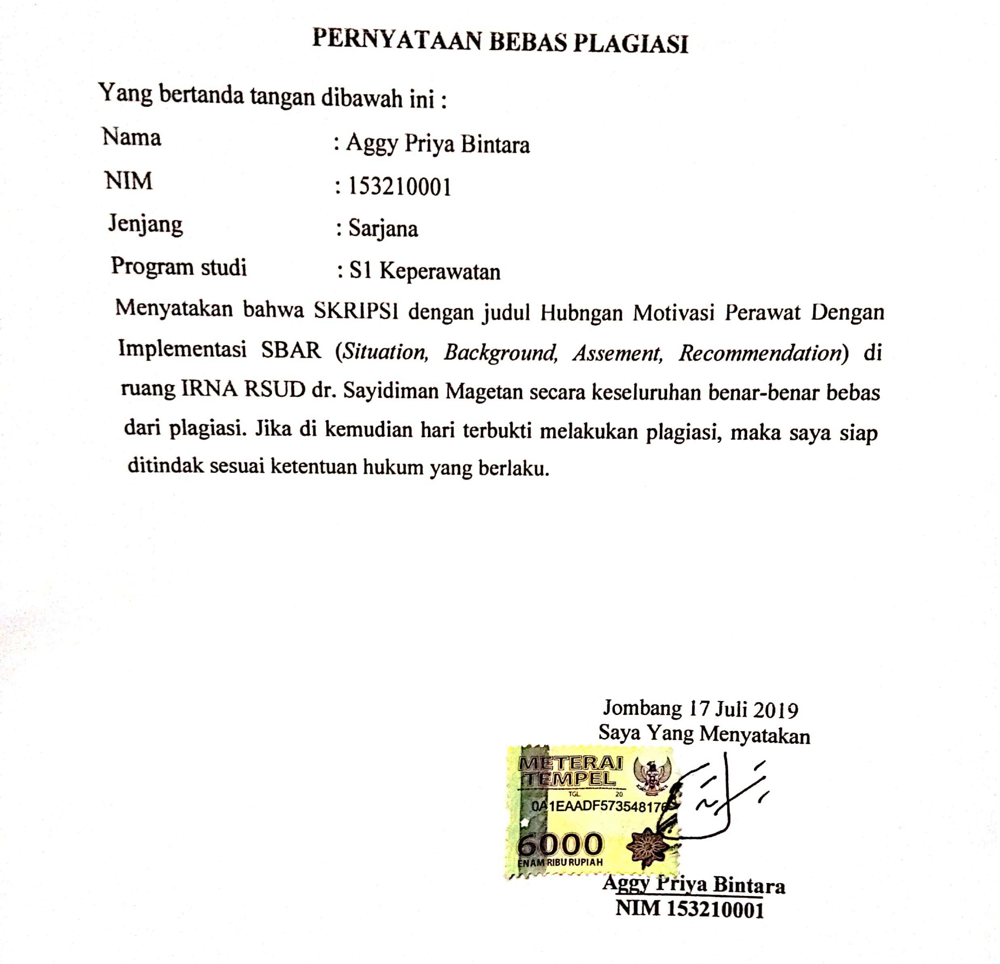 PERNYATAAN BEBAS PLAGIASI
Yang bertanda tangan dibawah ini :
Nama : Aggy Priya Bintara
NIM : 153210001
Jenjang : Sarjana
Program studi : S1 Keperawatan
Menyatakan bahwa SKRIPSI dengan judul Hubngan Motivasi Perawat Dengan
Implementasi SBAR (Situation, Background, Assement, Recommendation) di
ruang IRNA RSUD dr. Sayidiman Magetan secara keseluruhan benar-benar bebas
dari plagiasi. Jika di kemudian hari terbukti melakukan plagiasi, maka saya siap
ditindak sesuai ketentuan hukum yang berlaku.
Jombang 17 Juli 2019
Saya Yang Menyatakan
METERAI
TEMPEL
TGL 20
0A1EAADF573548176
6000
ENAM RIBU RUPIAH
Aggy Priya Bintara
NIM 153210001